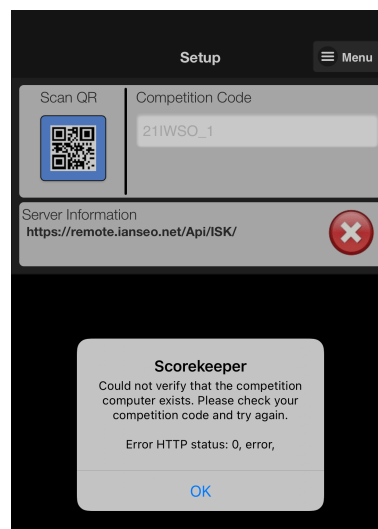 Setup
Menu
Scan QR
Competition Code
21IWSO_1
Server Information
https://remote.ianseo.net/Api/ISK/
Scorekeeper
Could not verify that the competition
computer exists. Please check your
competition code and try again.
Error HTTP status: 0, error,
OK